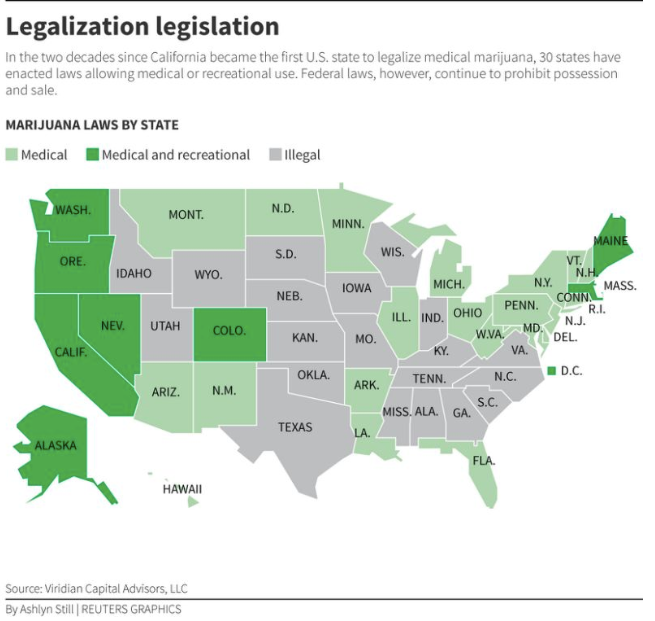 Legalization legislation
In the two decades since California became the first U.S. state to legalize medical marijuana, 30 states have
enacted laws allowing medical or recreational use. Federal laws, however, continue to prohibit possession
and sale.
MARIJUANA LAWS BY STATE
Medical Medical and recreational Illegal
WASH.
MONT.
N.D.
MINN.
MAINE
ORE.
IDAHO
WYO.
S.D.
WIS.
MICH.
VT.
N.H.
N.Y.
MASS.
CONN.
R.I.
NEV.
UTAH
COLO.
NEB.
IOWA
ILL.
IND.
OHIO
PENN.
N.J.
MD.
DEL.
CALIF.
KAN.
MO.
KY.
W.VA.
VA.
D.C.
ARIZ.
N.M.
OKLA.
ARK.
TENN.
N.C.
S.C.
TEXAS
LA.
MISS.
ALA.
GA.
FLA.
ALASKA
HAWAII
Source: Viridian Capital Advisors, LLC
By Ashlyn Still | REUTERS GRAPHICS